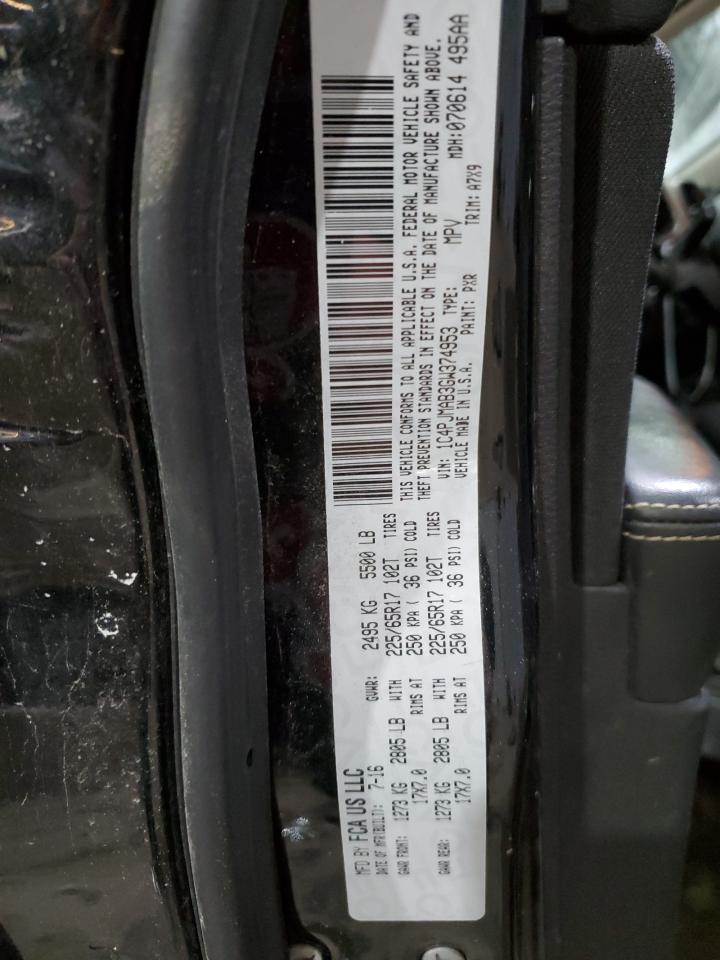 MFD BY FCA US LLC
DATE OF MFR(BUILT): 7-16 GVWR: 2495 KG 5500 LB
GAWR FRONT: 1273 KG 2805 LB WITH 225/65R17 102T TIRES
17X7.0 RIMS AT 250 KPA ( 36 PSI) COLD
GAWR REAR: 1273 KG 2805 LB WITH 225/65R17 102T TIRES
17X7.0 RIMS AT 250 KPA ( 36 PSI) COLD
THIS VEHICLE CONFORMS TO ALL APPLICABLE U.S.A. FEDERAL MOTOR VEHICLE SAFETY AND
THEFT PREVENTION STANDARDS IN EFFECT ON THE DATE OF MANUFACTURE SHOWN ABOVE.
VIN: 1C4PJMAB3GW374953 TYPE: MPV MDH:070614 495AA
VEHICLE MADE IN U.S.A. PAINT: PXR TRIM: A7X9